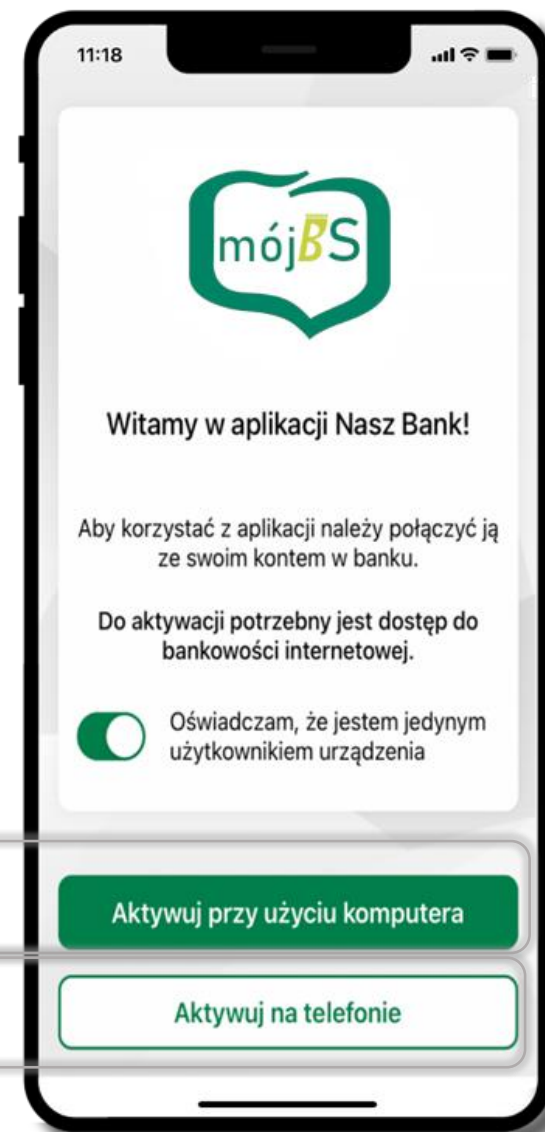 11:18
mójBS
Witamy w aplikacji Nasz Bank!
Aby korzystać z aplikacji należy połączyć ją
ze swoim kontem w banku.
Do aktywacji potrzebny jest dostęp do
bankowości internetowej.
Oświadczam, że jestem jedynym
użytkownikiem urządzenia
Aktywuj przy użyciu komputera
Aktywuj na telefonie